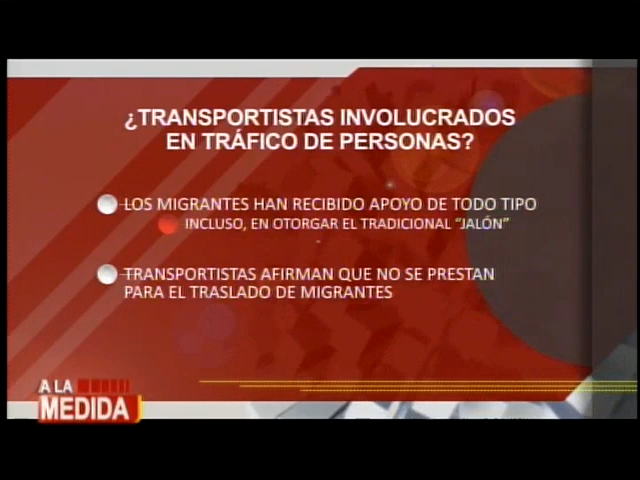 ¿TRANSPORTISTAS INVOLUCRADOS
EN TRÁFICO DE PERSONAS?
LOS MIGRANTES HAN RECIBIDO APOYO DE TODO TIPO
INCLUSO, EN OTORGAR EL TRADICIONAL “JALÓN”
TRANSPORTISTAS AFIRMAN QUE NO SE PRESTAN
PARA EL TRASLADO DE MIGRANTES
A LA
MEDIDA